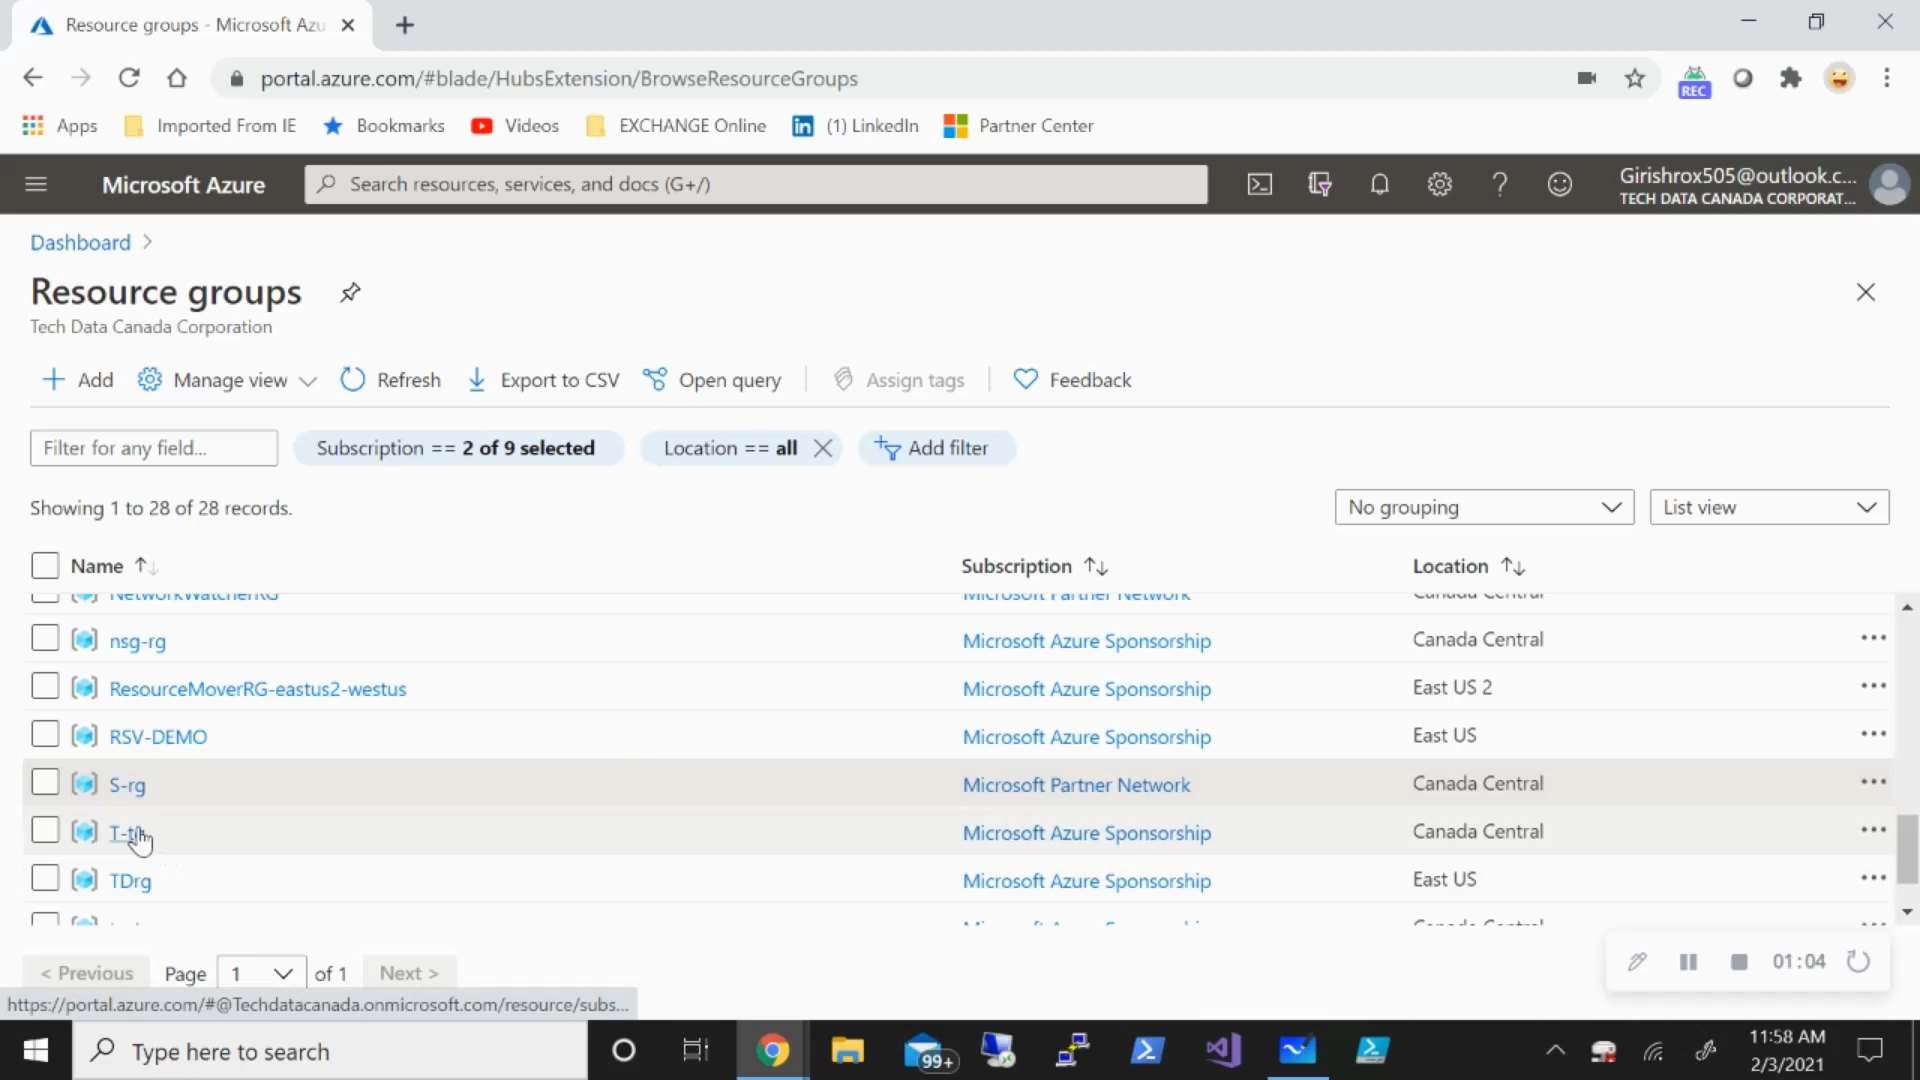 Resource groups - Microsoft Azu
portal.azure.com/#blade/HubsExtension/BrowseResourceGroups
REC
Apps Imported From IE Bookmarks Videos EXCHANGE Online (1) LinkedIn Partner Center
Microsoft Azure Search resources, services, and docs (G+/) Girishrox505@outlook.c...
TECH DATA CANADA CORPORAT...
Dashboard >
Resource groups
Tech Data Canada Corporation
Add Manage view Refresh Export to CSV Open query Assign tags Feedback
Filter for any field... Subscription == 2 of 9 selected Location == all Add filter
Showing 1 to 28 of 28 records. No grouping List view
Name Subscription Location
NetworkWatcherRG Microsoft Partner Network Canada Central
nsg-rg Microsoft Azure Sponsorship Canada Central
ResourceMoverRG-eastus2-westus Microsoft Azure Sponsorship East US 2
RSV-DEMO Microsoft Azure Sponsorship East US
S-rg Microsoft Partner Network Canada Central
Microsoft Azure Sponsorship Canada Central
TDrg Microsoft Azure Sponsorship East US
< Previous Page 1 of 1 Next >
01:04
https://portal.azure.com/#@Techdatacanada.onmicrosoft.com/resource/subs...
Type here to search 99+ 11:58 AM
2/3/2021